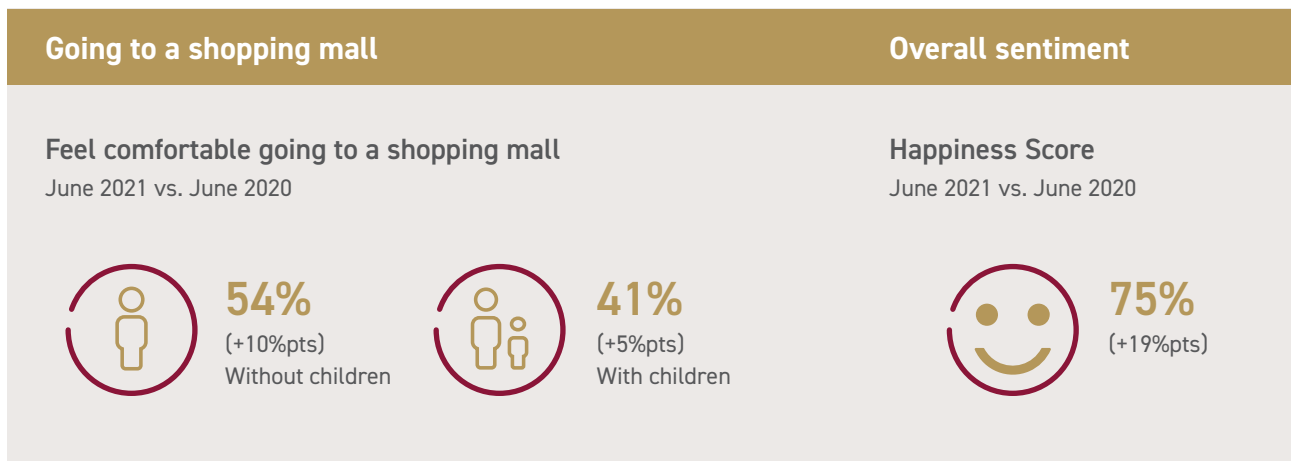 Going to a shopping mall
Overall sentiment
Feel comfortable going to a shopping mall
June 2021 vs. June 2020
Happiness Score
June 2021 vs. June 2020
54%
(+10%pts)
Without children
41%
(+5%pts)
With children
75%
(+19%pts)